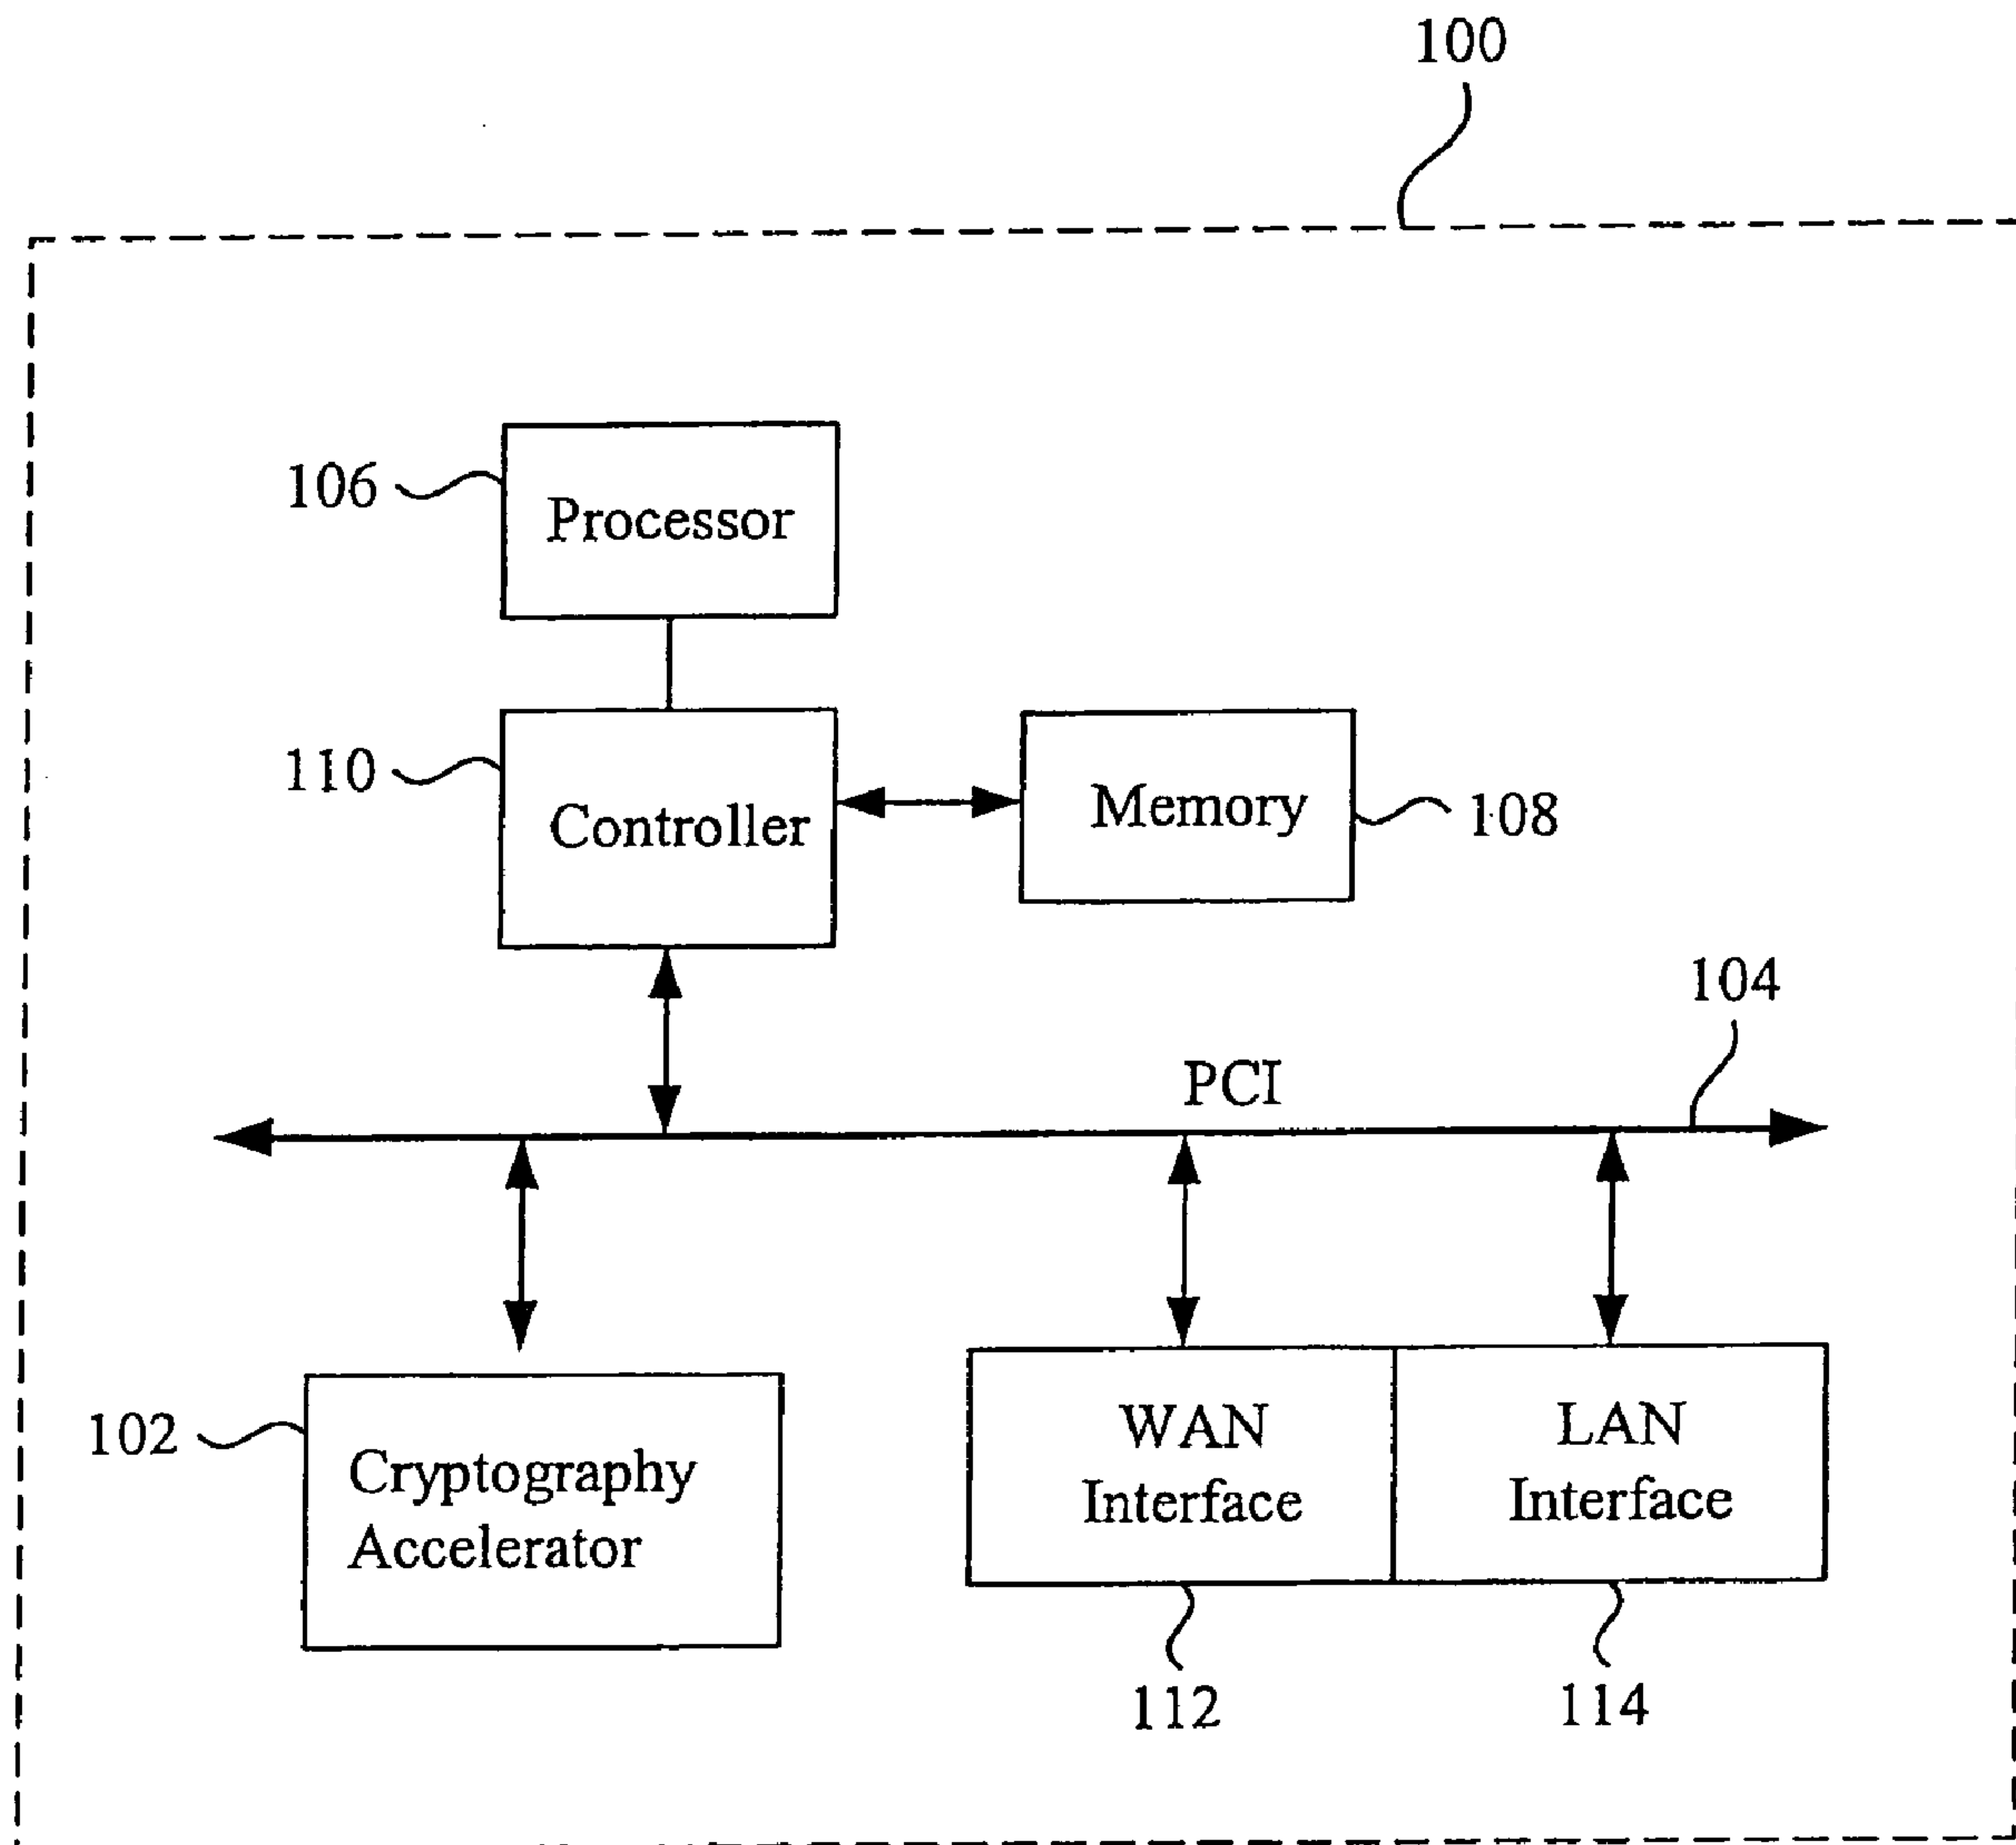 100
106
Processor
110
Controller
Memory
108
104
PCI
102
Cryptography
Accelerator
WAN
Interface
LAN
Interface
112
114